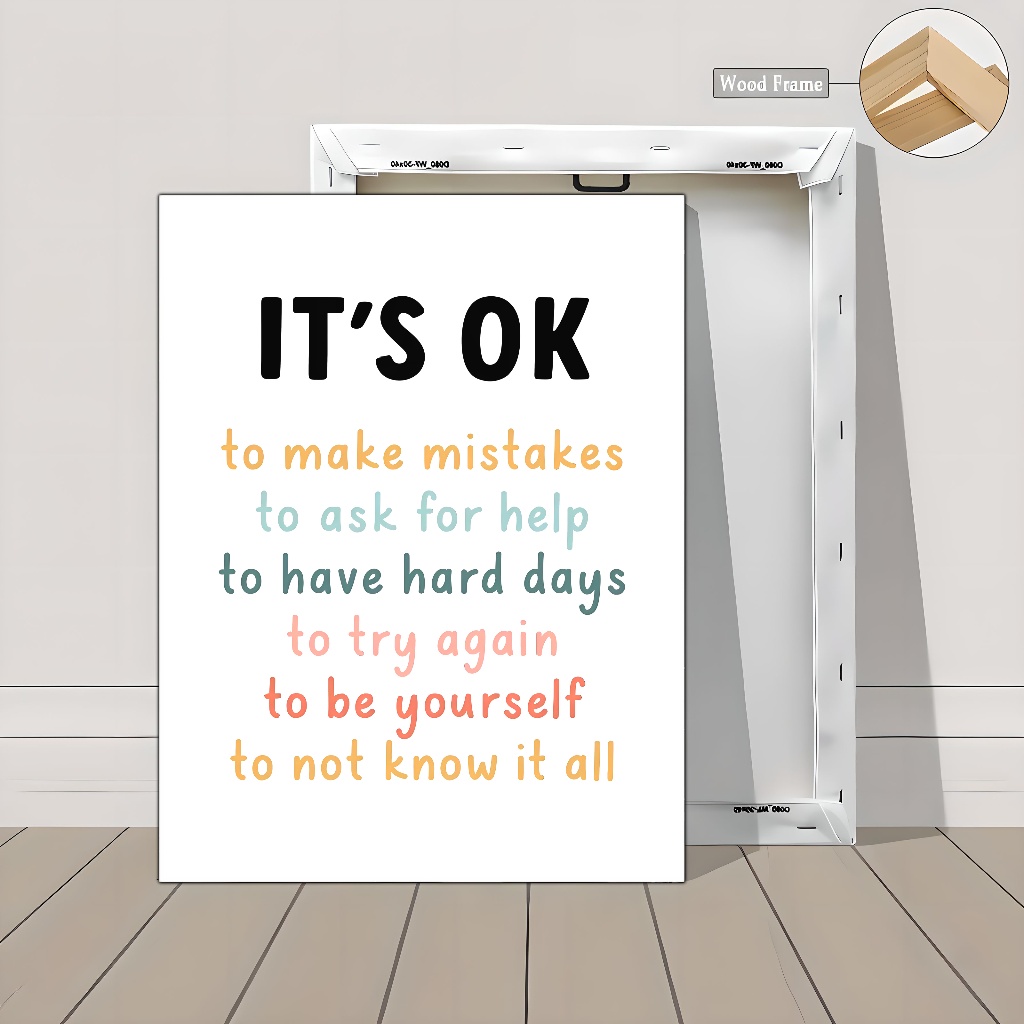 Wood Frame
IT'S OK
to make mistakes
to ask for help
to have hard days
to try again
to be yourself
to not know it all